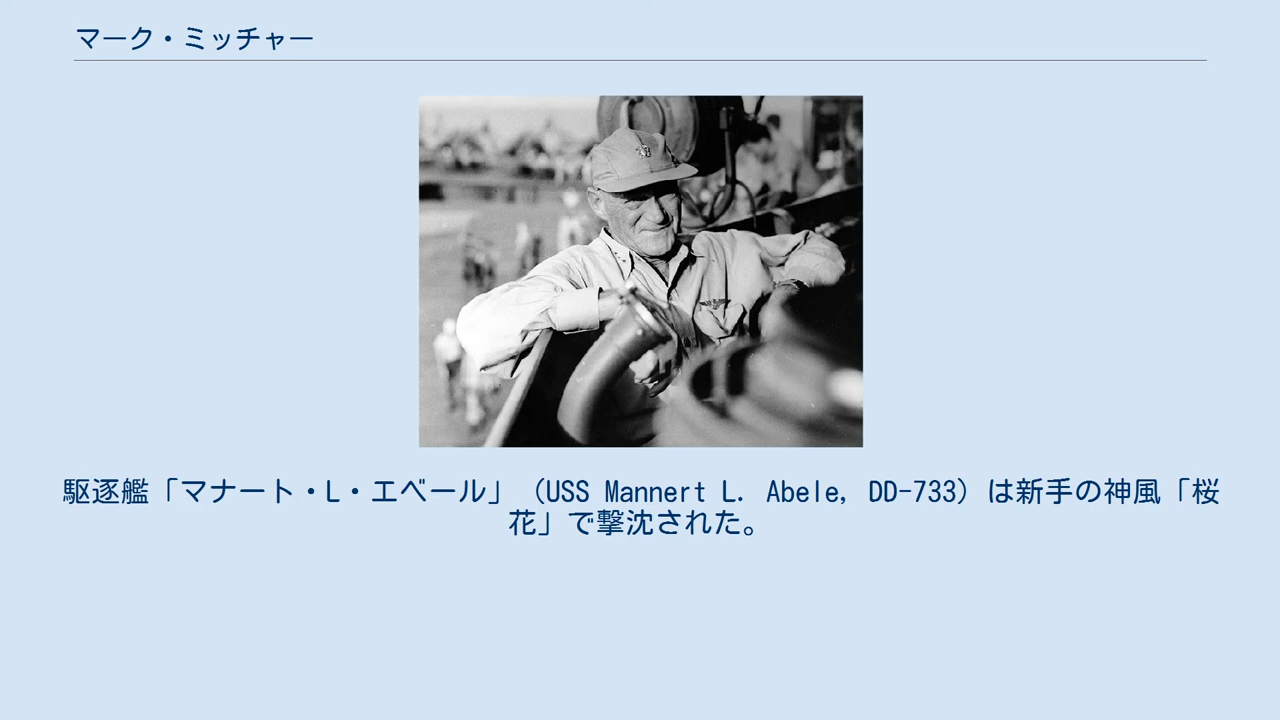 マーク・ミッチャー
駆逐艦「マナート・L・エベール」（USS Mannert L. Abele, DD-733）は新手の神風「桜
花」で撃沈された。